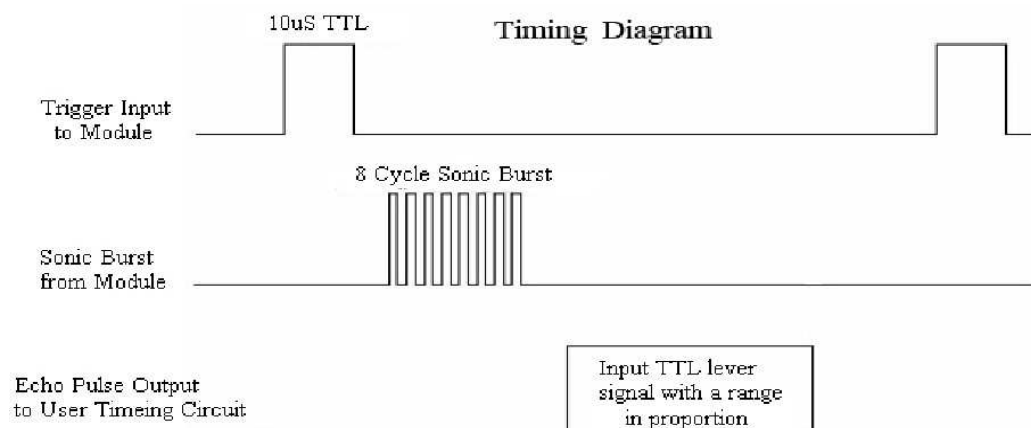 10uS TTL
Timing Diagram
Trigger Input
to Module
8 Cycle Sonic Burst
Sonic Burst
from Module
Echo Pulse Output
to User Timeing Circuit
Input TTL lever
signal with a range
in proportion